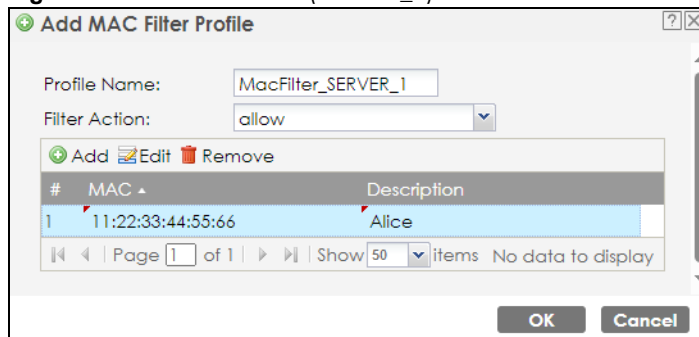 Add MAC Filter Profile
Profile Name: MacFilter_SERVER_1
Filter Action: allow
Add Edit Remove
# MAC Description
1 11:22:33:44:55:66 Alice
Page 1 of 1 Show 50 items No data to display
OK Cancel